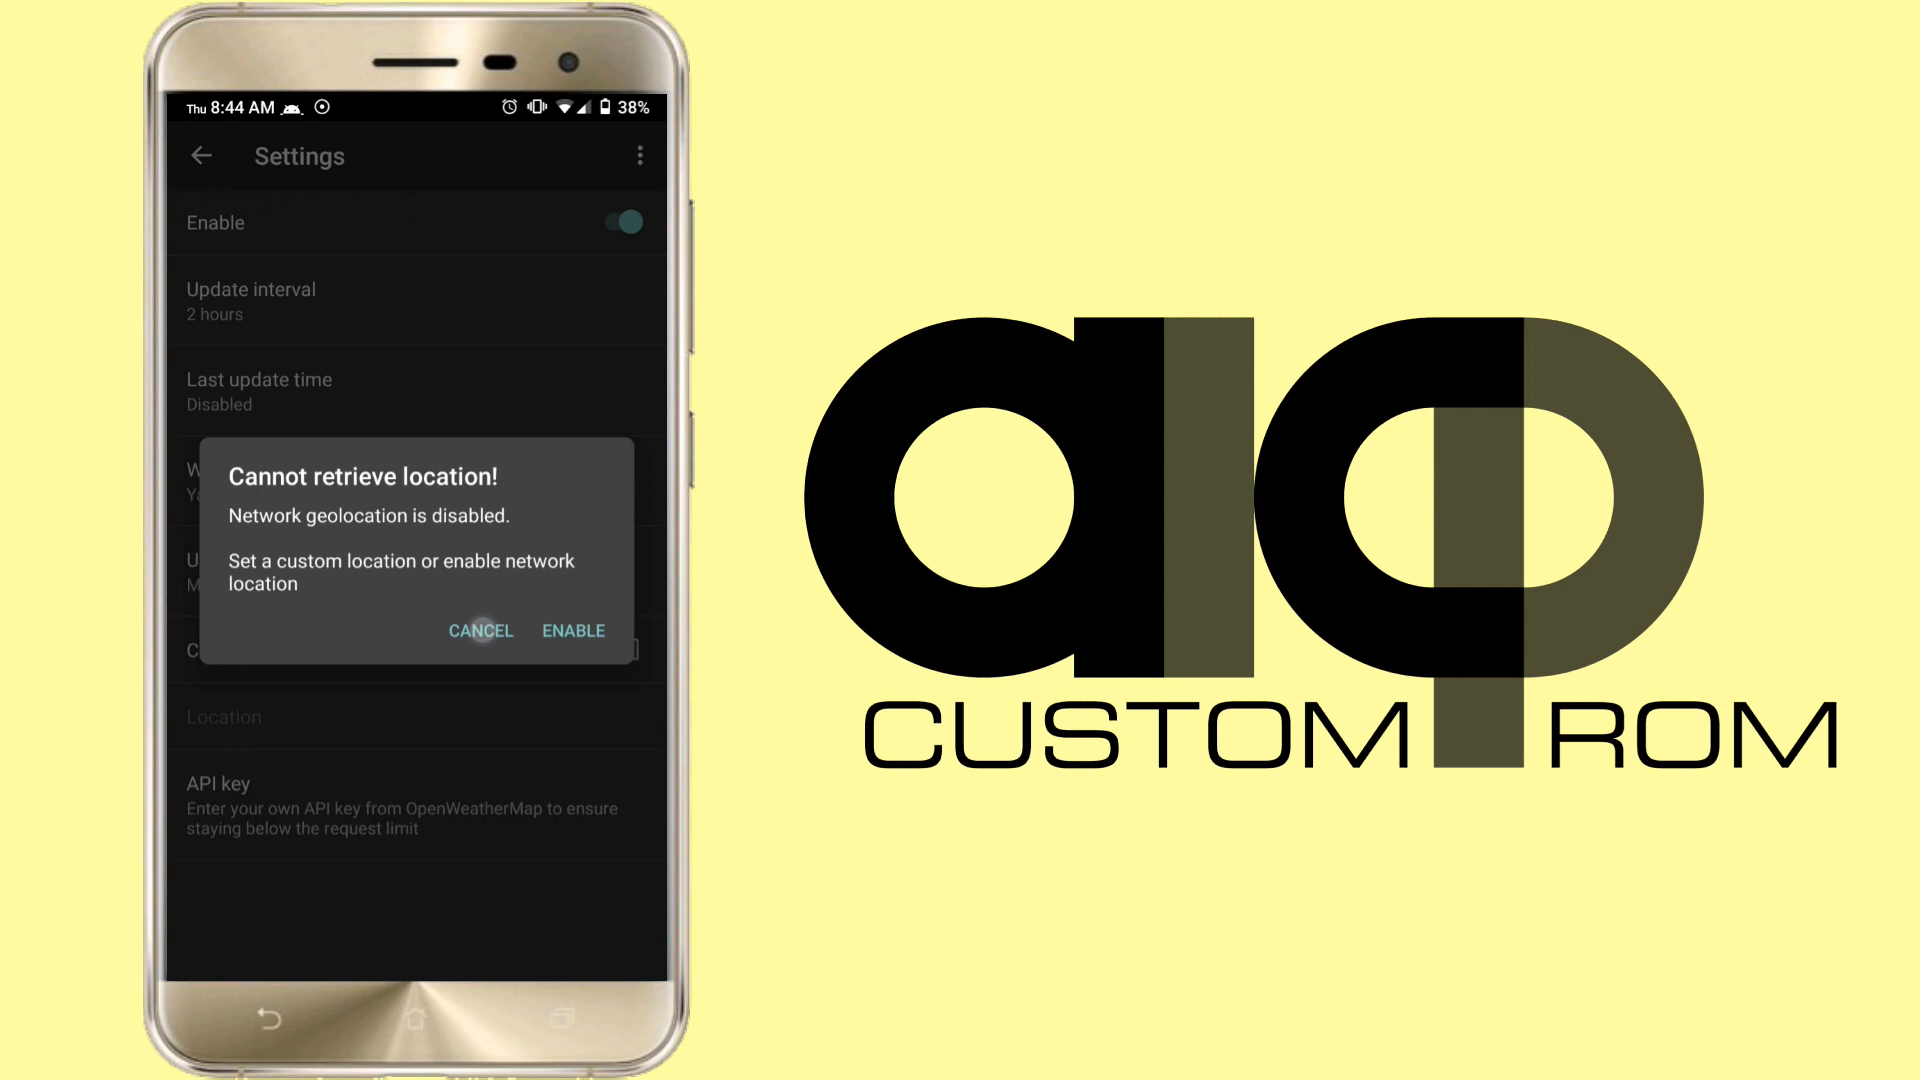 Thu 8:44 AM 38%
Settings
Enable
Update interval
2 hours
Last update time
Disabled
Cannot retrieve location!
Network geolocation is disabled.
Set a custom location or enable network
location
CANCEL ENABLE
Location
API key
Enter your own API key from OpenWeatherMap to ensure
staying below the request limit
CUSTOM ROM